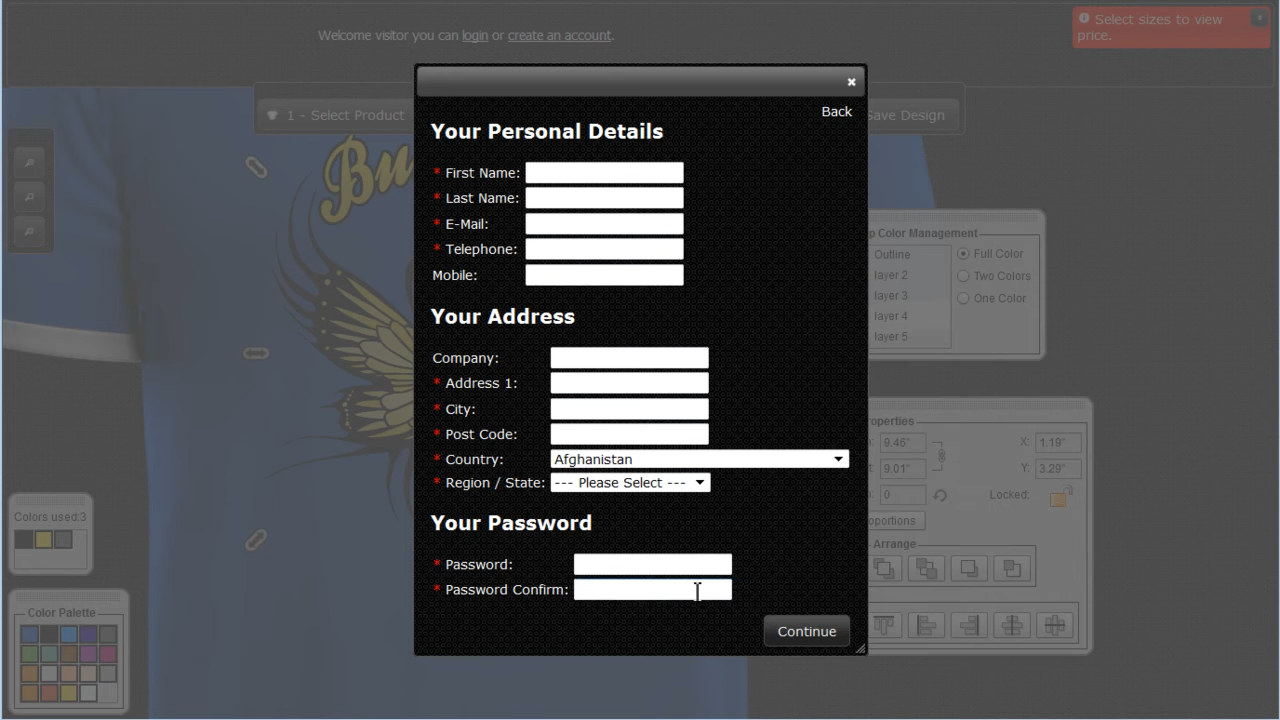 Welcome visitor you can login or create an account.
Select sizes to view
price.
1 - Select Product
Save Design
Back
Your Personal Details
* First Name:
* Last Name:
* E-Mail:
* Telephone:
Mobile:
Your Address
Company:
* Address 1:
* City:
* Post Code:
* Country: Afghanistan
* Region / State: --- Please Select ---
Your Password
* Password:
* Password Confirm:
Continue
Color Management
Outline
layer 2
layer 3
layer 4
layer 5
Full Color
Two Colors
One Color
9.46"
X: 1.19"
9.01"
Y: 3.29"
0
Locked:
Arrange
Colors used:3
Color Palette